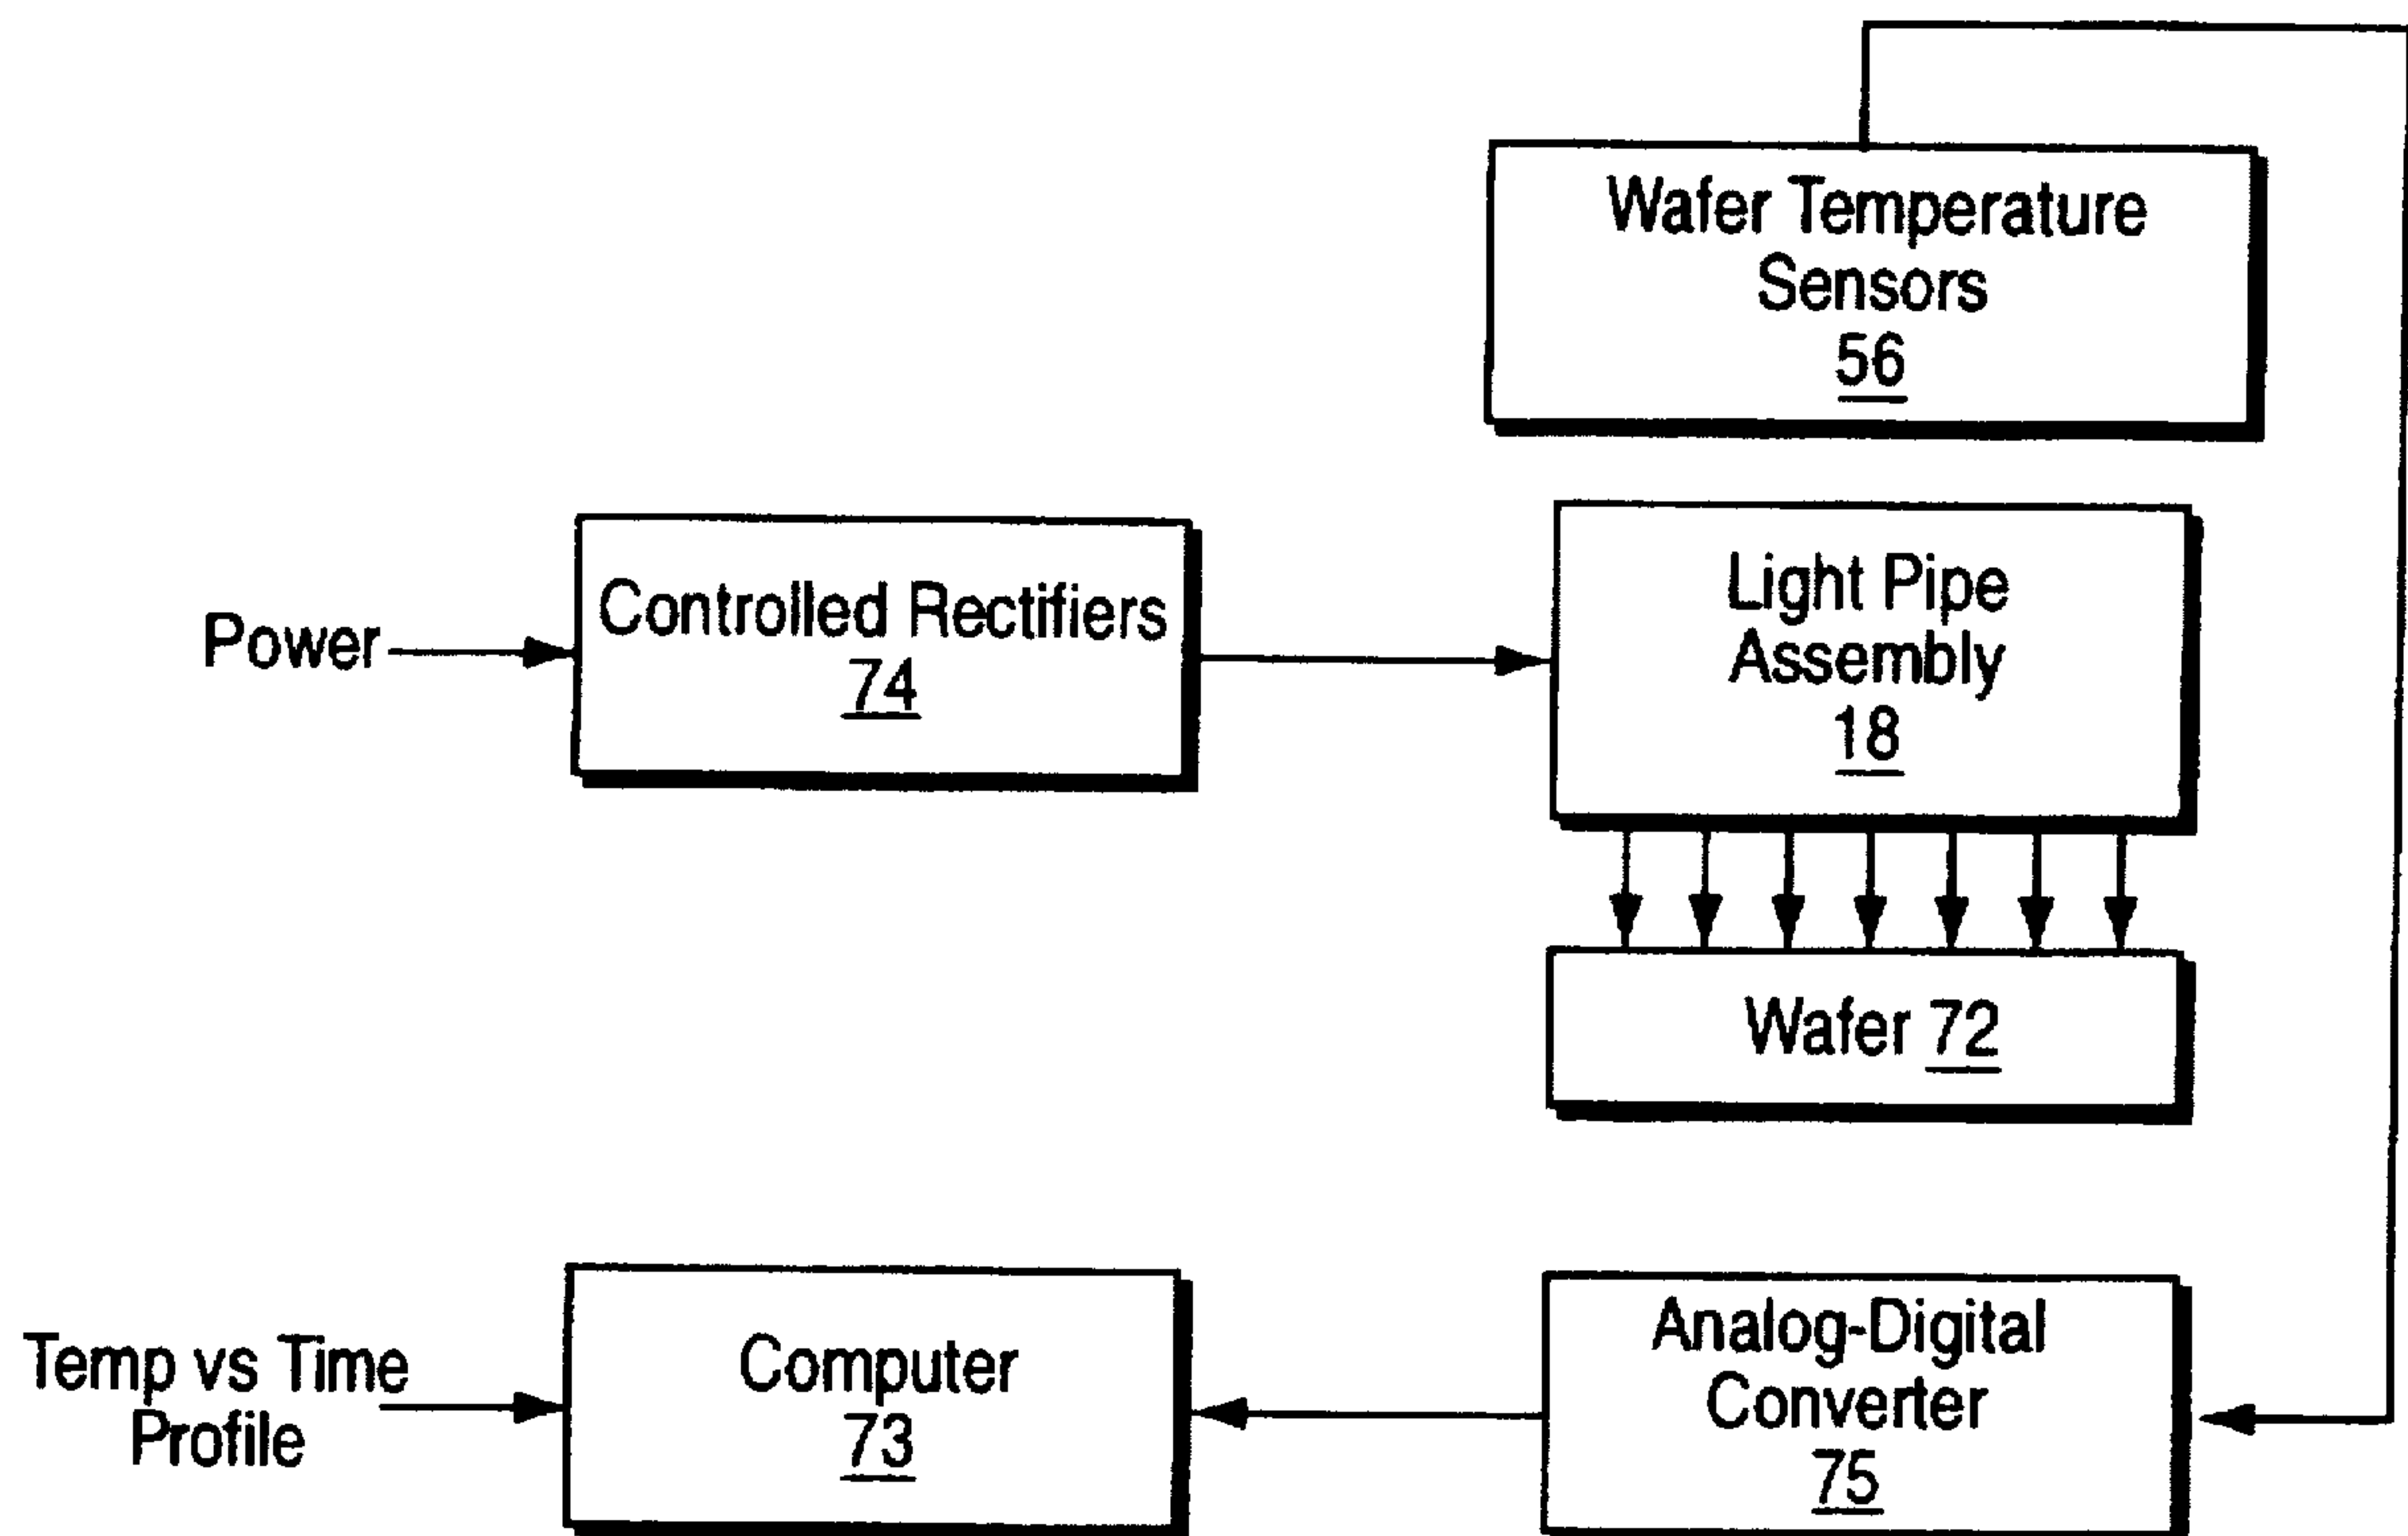 Wafer Temperature
Sensors
56
Power
Controlled Rectifiers
74
Light Pipe
Assembly
18
Wafer 72
Temp vs Time
Profile
Computer
73
Analog-Digital
Converter
75